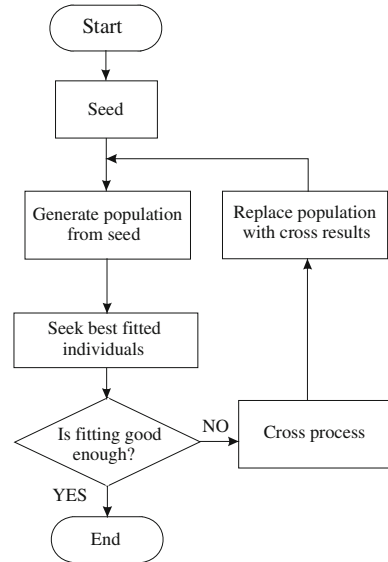 Start
Seed
Generate population
from seed
Replace population
with cross results
Seek best fitted
individuals
Is fitting good
enough?
NO
Cross process
YES
End